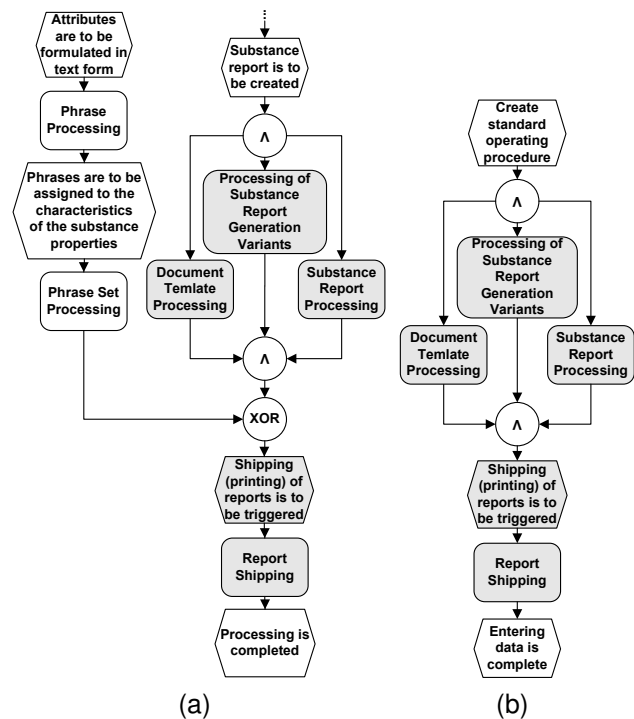 Attributes
are to be
formulated in
text form
Phrase
Processing
Phrases are to be
assigned to the
characteristics
of the substance
properties
Phrase Set
Processing
Substance
report is to
be created
Λ
Processing of
Substance
Report
Generation
Variants
Document
Temlate
Processing
Substance
Report
Processing
Λ
XOR
Shipping
(printing) of
reports is to
be triggered
Report
Shipping
Processing is
completed
(a)
Create
standard
operating
procedure
Λ
Processing of
Substance
Report
Generation
Variants
Document
Temlate
Processing
Substance
Report
Processing
Λ
Shipping
(printing) of
reports is to
be triggered
Report
Shipping
Entering
data is
complete
(b)